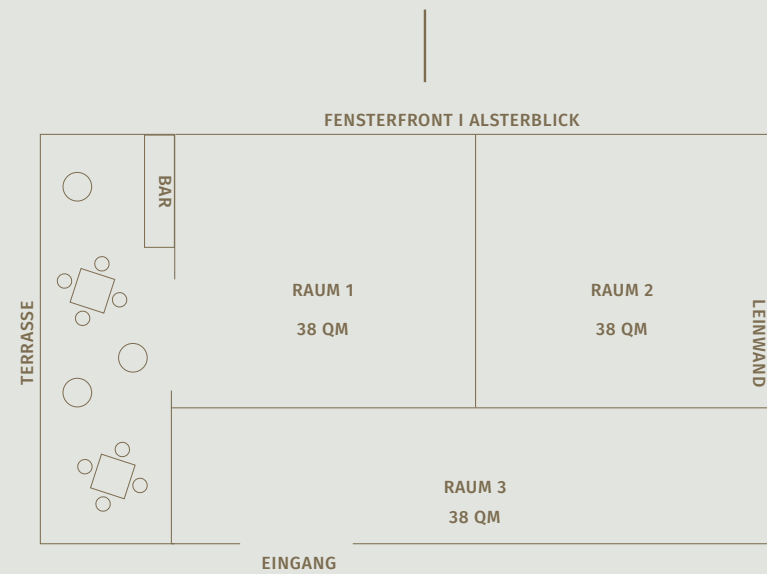 FENSTERFRONT I ALSTERBLICK
BAR
RAUM 1
38 QM
RAUM 2
38 QM
TERRASSE
LEINWAND
RAUM 3
38 QM
EINGANG